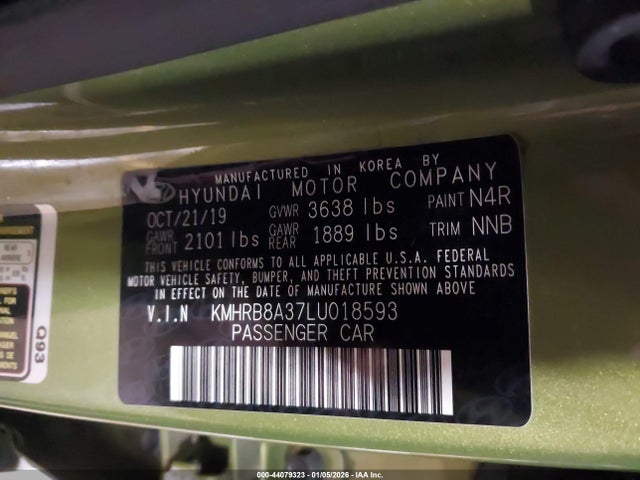 MANUFACTURED IN KOREA BY
HYUNDAI MOTOR COMPANY
OCT/21/19 GVWR 3638 lbs PAINT N4R
GAWR FRONT 2101 lbs GAWR REAR 1889 lbs TRIM NNB
THIS VEHICLE CONFORMS TO ALL APPLICABLE U.S.A. FEDERAL
MOTOR VEHICLE SAFETY, BUMPER, AND THEFT PREVENTION STANDARDS
IN EFFECT ON THE DATE OF MANUFACTURE SHOWN ABOVE.
V.I.N KMHRB8A37LU018593
PASSENGER CAR
Q93
000-44079323 - 01/05/2026 - IAA Inc.